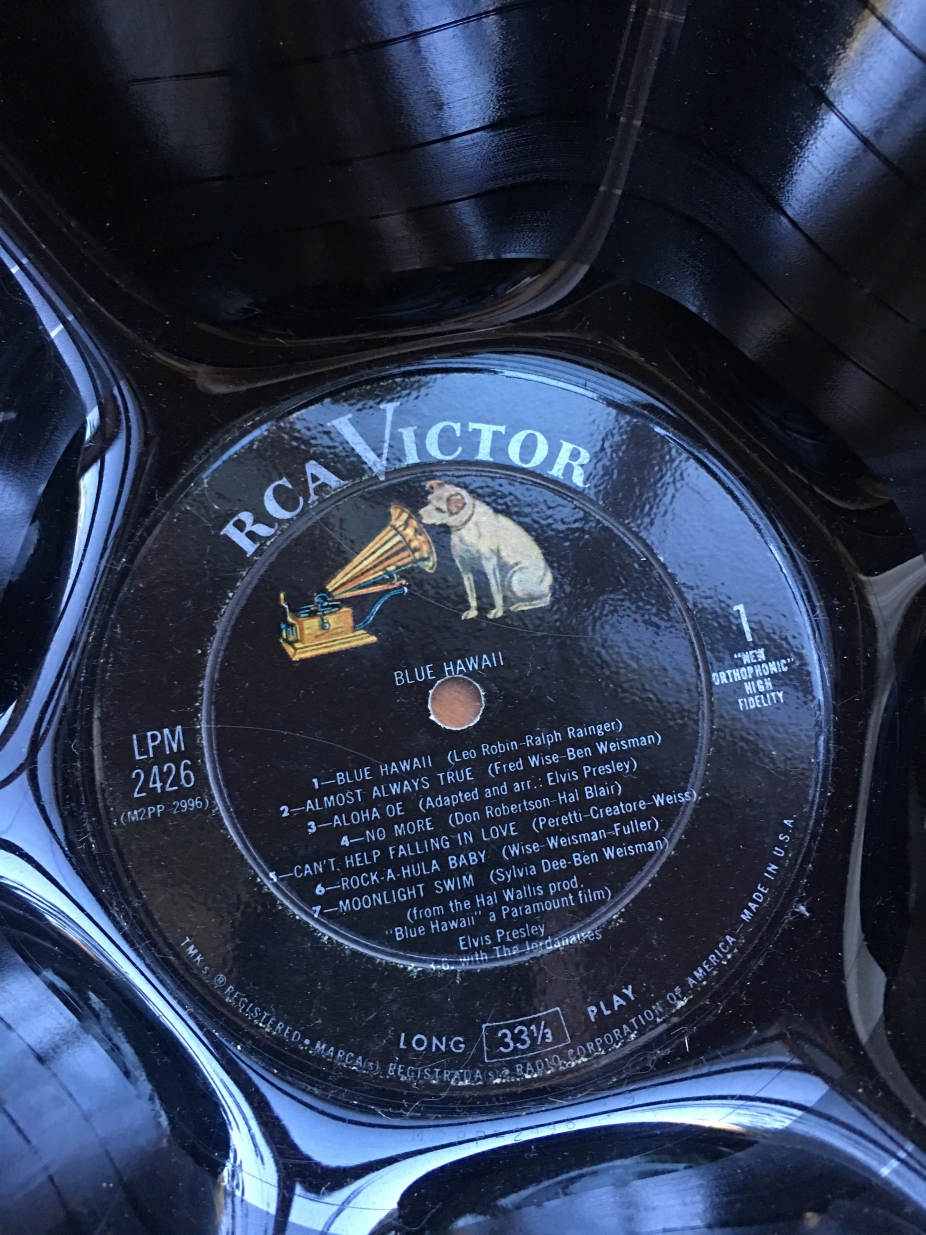 RCA VICTOR
BLUE HAWAII
1
"NEW
ORTHOPHONIC"
HIGH
FIDELITY
LPM
2426
(M2PP 2996)
1—BLUE HAWAII (Leo Robin–Ralph Rainger)
2—ALMOST ALWAYS TRUE (Fred Wise–Ben Weisman)
3—ALOHA OE (Adapted and arr.: Elvis Presley)
4—NO MORE (Don Robertson–Hal Blair)
5—CAN'T HELP FALLING IN LOVE (Peretti–Creatore–Weiss)
6—ROCK-A-HULA BABY (Wise–Weisman–Fuller)
7—MOONLIGHT SWIM (Sylvia Dee–Ben Weisman)
(from the Hal Wallis prod.
"Blue Hawaii" a Paramount film)
Elvis Presley
with The Jordanaires
LONG 33⅓ PLAY
TMKs ® REGISTERED • MARCA(s) REGISTRADA(s) • RADIO CORPORATION OF AMERICA—MADE IN U.S.A